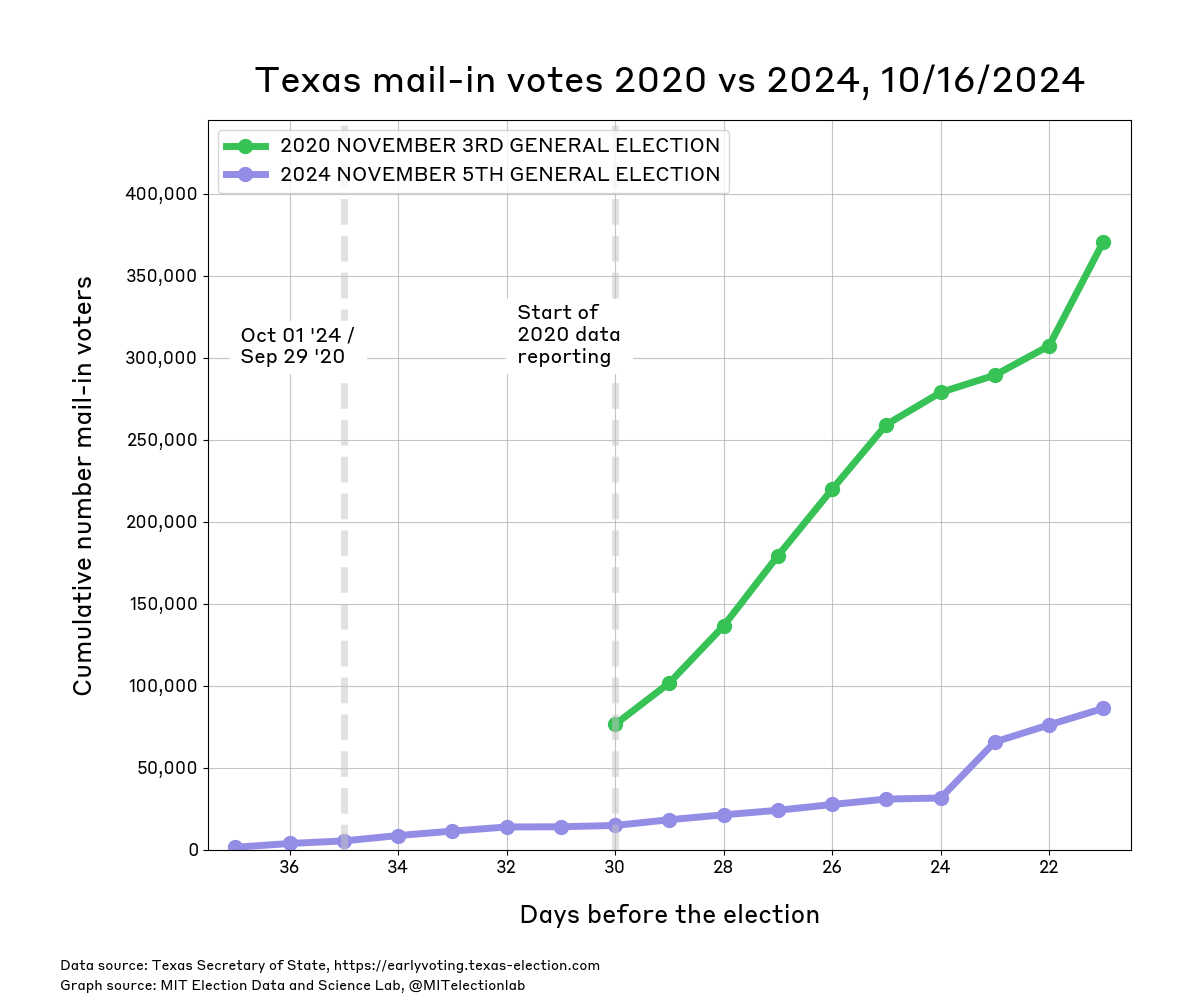 Texas mail-in votes 2020 vs 2024, 10/16/2024
2020 NOVEMBER 3RD GENERAL ELECTION
2024 NOVEMBER 5TH GENERAL ELECTION
Cumulative number mail-in voters
400,000
350,000
300,000
250,000
200,000
150,000
100,000
50,000
0
Oct 01 '24 /
Sep 29 '20
Start of
2020 data
reporting
36
34
32
30
28
26
24
22
Days before the election
Data source: Texas Secretary of State, https://earlyvoting.texas-election.com
Graph source: MIT Election Data and Science Lab, @MITelectionlab